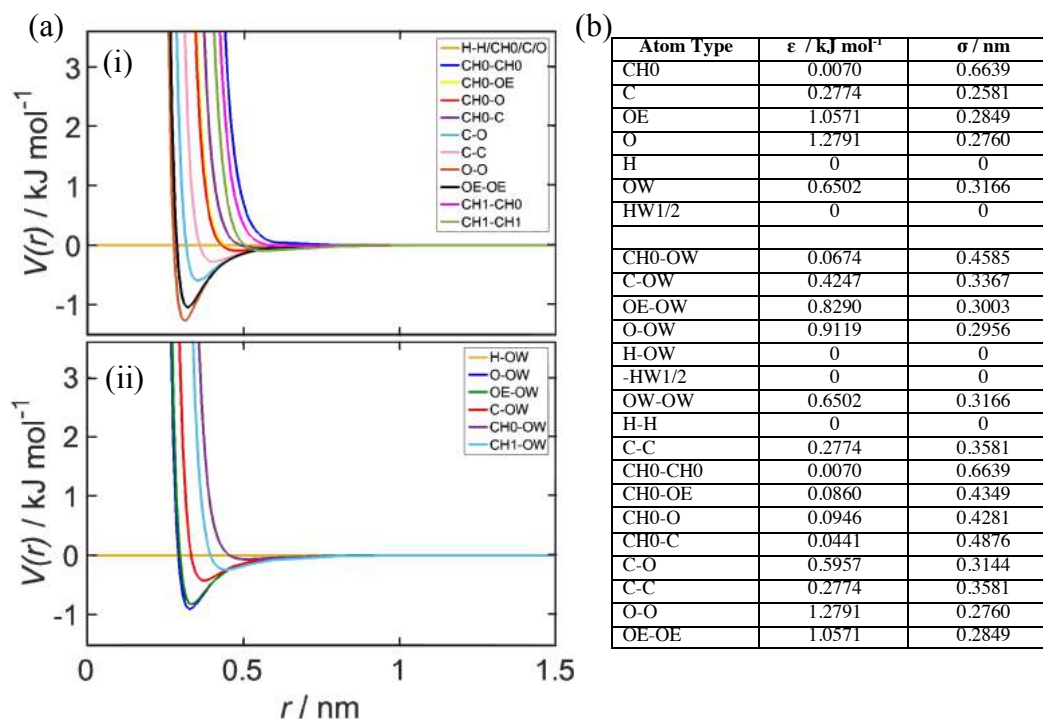 (a)
(i)
V(r) / kJ mol⁻¹
3
2
1
0
-1
H-H/CH0/C/O
CH0-CH0
CH0-OE
CH0-O
CH0-C
C-O
C-C
O-O
OE-OE
CH1-CH0
CH1-CH1
(ii)
V(r) / kJ mol⁻¹
3
2
1
0
-1
H-OW
O-OW
OE-OW
C-OW
CH0-OW
CH1-OW
0 0.5 1 1.5
r / nm
(b)
Atom Type ε / kJ mol⁻¹ σ / nm
CH0 0.0070 0.6639
C 0.2774 0.2581
OE 1.0571 0.2849
O 1.2791 0.2760
H 0 0
OW 0.6502 0.3166
HW1/2 0 0
CH0-OW 0.0674 0.4585
C-OW 0.4247 0.3367
OE-OW 0.8290 0.3003
O-OW 0.9119 0.2956
H-OW 0 0
-HW1/2 0 0
OW-OW 0.6502 0.3166
H-H 0 0
C-C 0.2774 0.3581
CH0-CH0 0.0070 0.6639
CH0-OE 0.0860 0.4349
CH0-O 0.0946 0.4281
CH0-C 0.0441 0.4876
C-O 0.5957 0.3144
C-C 0.2774 0.3581
O-O 1.2791 0.2760
OE-OE 1.0571 0.2849